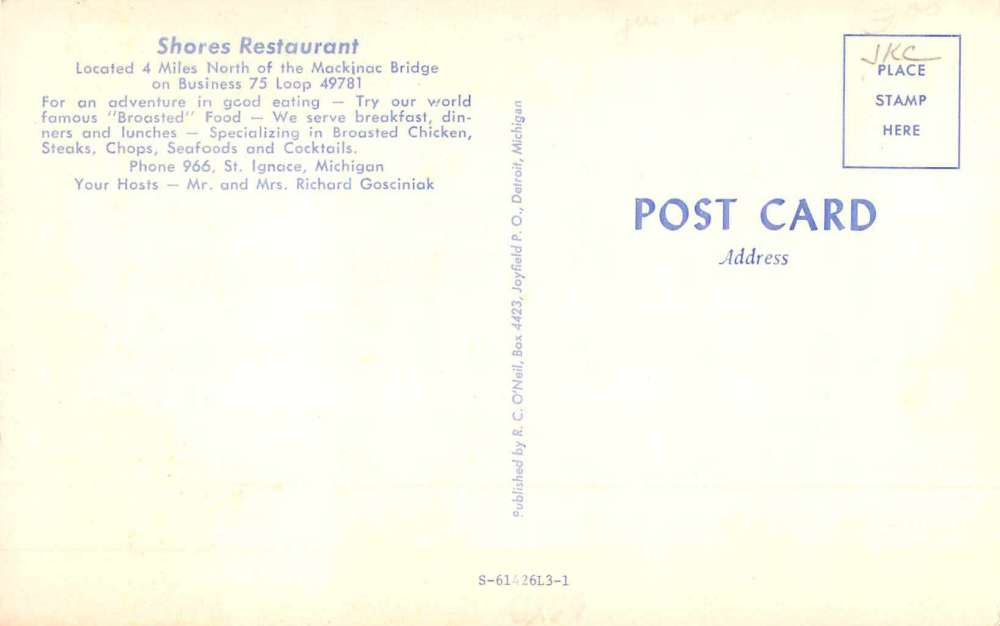 Shores Restaurant
Located 4 Miles North of the Mackinac Bridge
on Business 75 Loop 49781
For an adventure in good eating — Try our world
famous "Broasted" Food — We serve breakfast, din-
ners and lunches — Specializing in Broasted Chicken,
Steaks, Chops, Seafoods and Cocktails.
Phone 966, St. Ignace, Michigan
Your Hosts — Mr. and Mrs. Richard Gosciniak
Published by R. C. O'Neil, Box 4423, Joyfield P. O., Detroit, Michigan
JKC
PLACE
STAMP
HERE
POST CARD
Address
S-61426L3-1